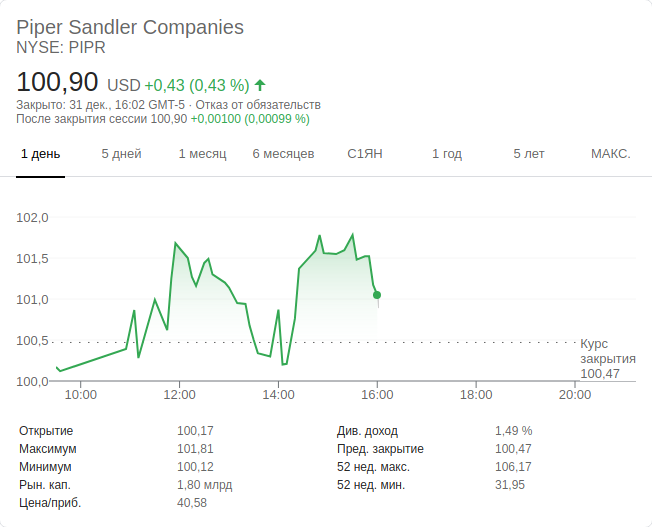 Piper Sandler Companies
NYSE: PIPR
100,90 USD +0,43 (0,43 %)
Закрыто: 31 дек., 16:02 GMT-5 · Отказ от обязательств
После закрытия сессии 100,90 +0,00100 (0,00099 %)
1 день 5 дней 1 месяц 6 месяцев С1ЯН 1 год 5 лет МАКС.
102,0
101,5
101,0
100,5
100,0
Курс
закрытия
100,47
10:00 12:00 14:00 16:00 18:00 20:00
Открытие 100,17 Див. доход 1,49 %
Максимум 101,81 Пред. закрытие 100,47
Минимум 100,12 52 нед. макс. 106,17
Рын. кап. 1,80 млрд 52 нед. мин. 31,95
Цена/приб. 40,58